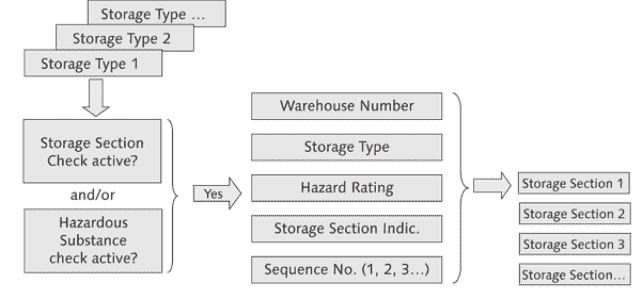 Storage Type ...
Storage Type 2
Storage Type 1
Storage Section
Check active?
and/or
Hazardous
Substance
check active?
Yes
Warehouse Number
Storage Type
Hazard Rating
Storage Section Indic.
Sequence No. (1, 2, 3...)
Storage Section 1
Storage Section 2
Storage Section 3
Storage Section...